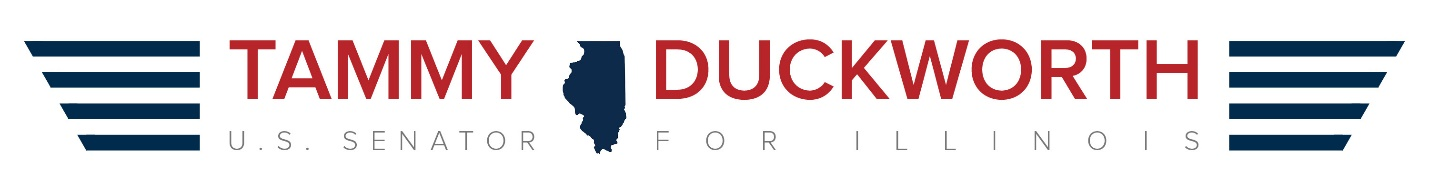 TAMMY DUCKWORTH
U.S. SENATOR FOR ILLINOIS